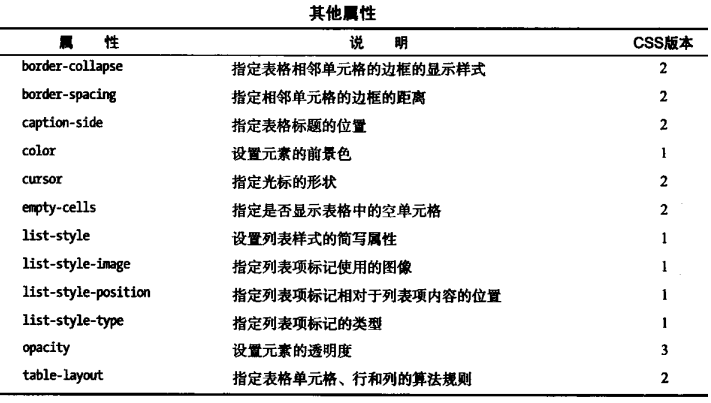 其他属性
属 性 说 明 CSS版本
border-collapse 指定表格相邻单元格的边框的显示样式 2
border-spacing 指定相邻单元格的边框的距离 2
caption-side 指定表格标题的位置 2
color 设置元素的前景色 1
cursor 指定光标的形状 2
empty-cells 指定是否显示表格中的空单元格 2
list-style 设置列表样式的简写属性 1
list-style-image 指定列表项标记使用的图像 1
list-style-position 指定列表项标记相对于列表项内容的位置 1
list-style-type 指定列表项标记的类型 1
opacity 设置元素的透明度 3
table-layout 指定表格单元格、行和列的算法规则 2